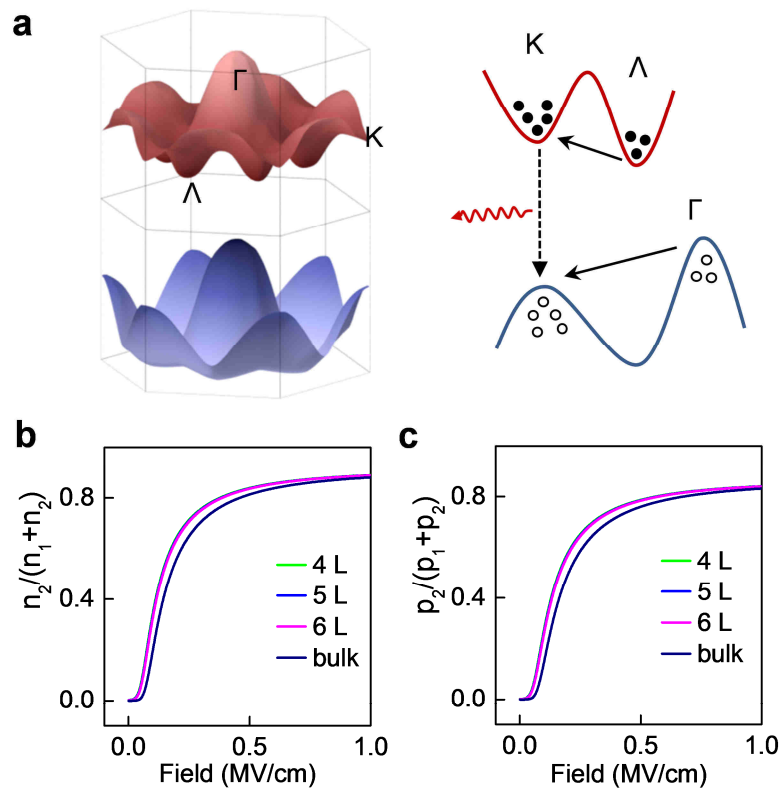 a
Γ
K
Λ
K
Λ
Γ
b
n₂/(n₁+n₂)
0.8
0.4
0.0
4 L
5 L
6 L
bulk
0.0
0.5
1.0
Field (MV/cm)
c
p₂/(p₁+p₂)
0.8
0.4
0.0
4 L
5 L
6 L
bulk
0.0
0.5
1.0
Field (MV/cm)